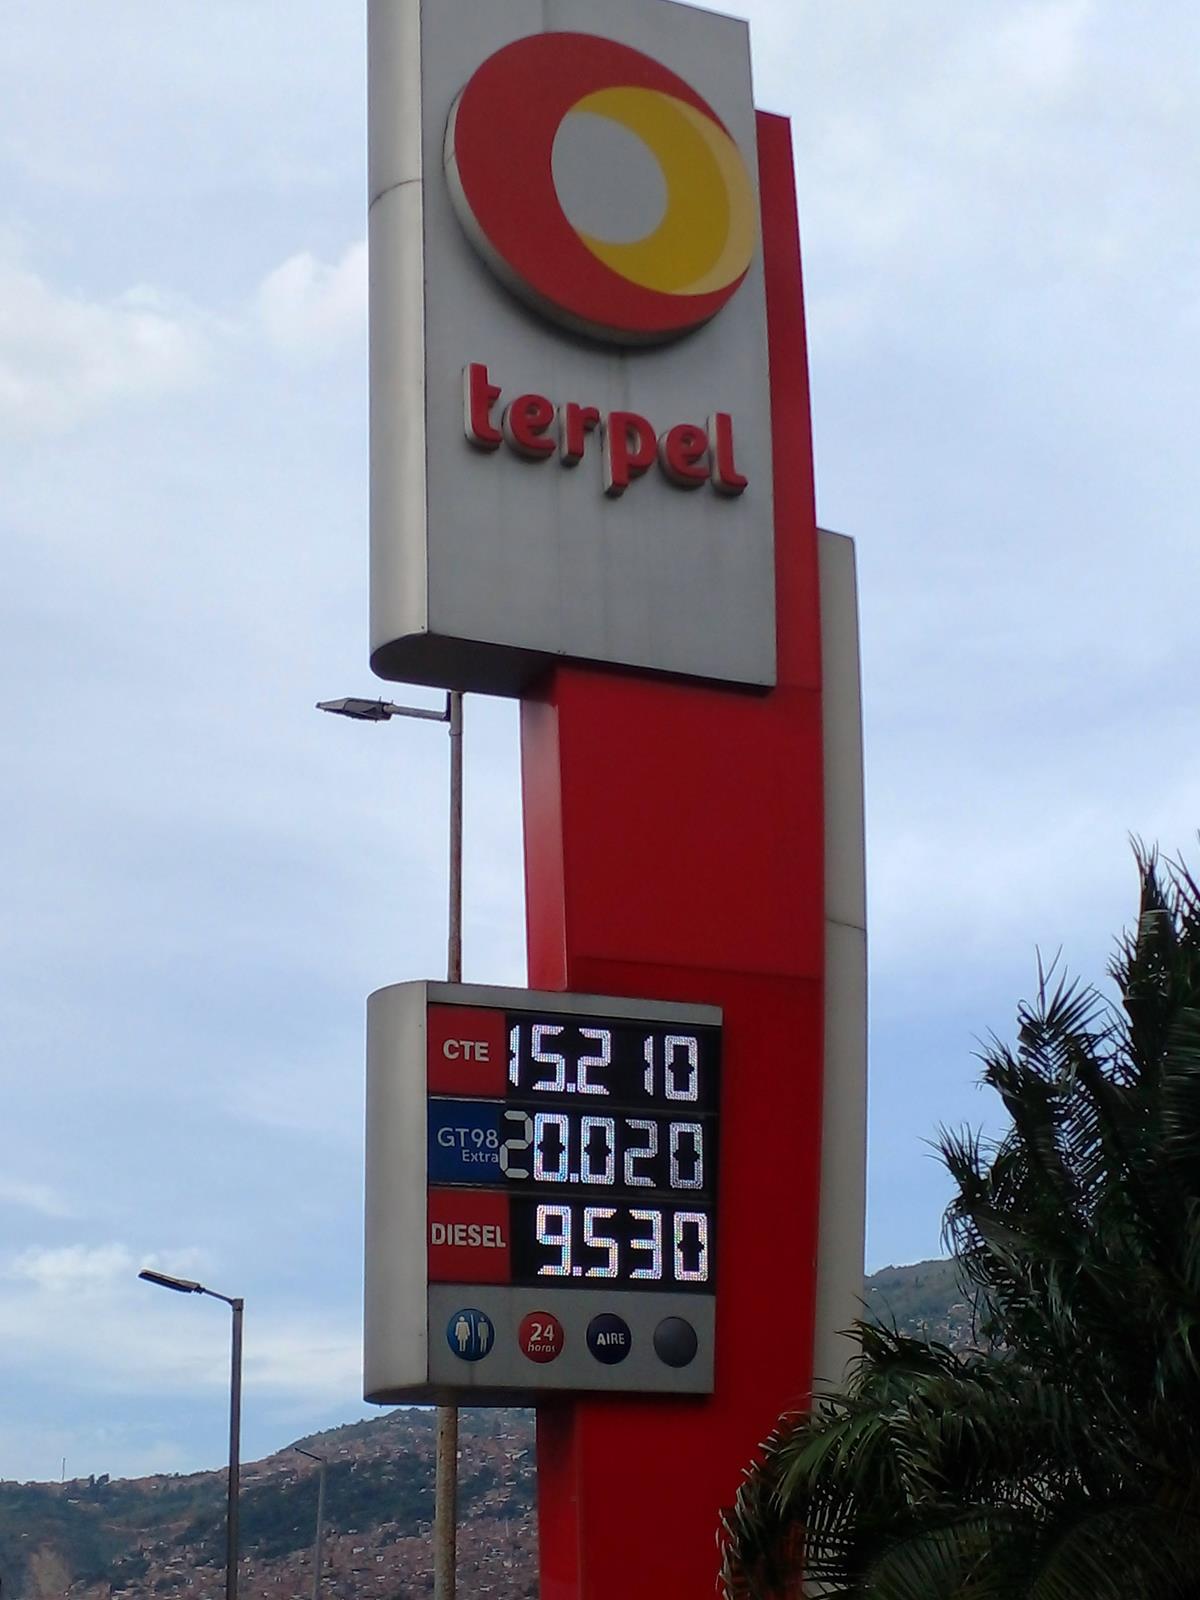 terpel
CTE 15.210
GT98 Extra 20.020
DIESEL 9.530
24 horas
AIRE